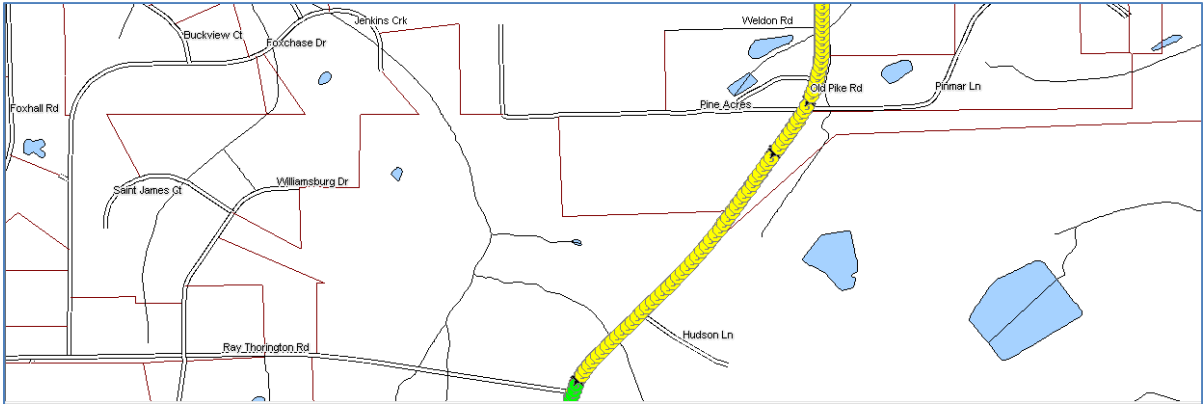 Jenkins Crk
Weldon Rd
Buckview Ct
Foxchase Dr
Old Pike Rd
Pinmar Ln
Foxhall Rd
Pine Acres
Williamsburg Dr
Saint James Ct
Hudson Ln
Ray Thorington Rd